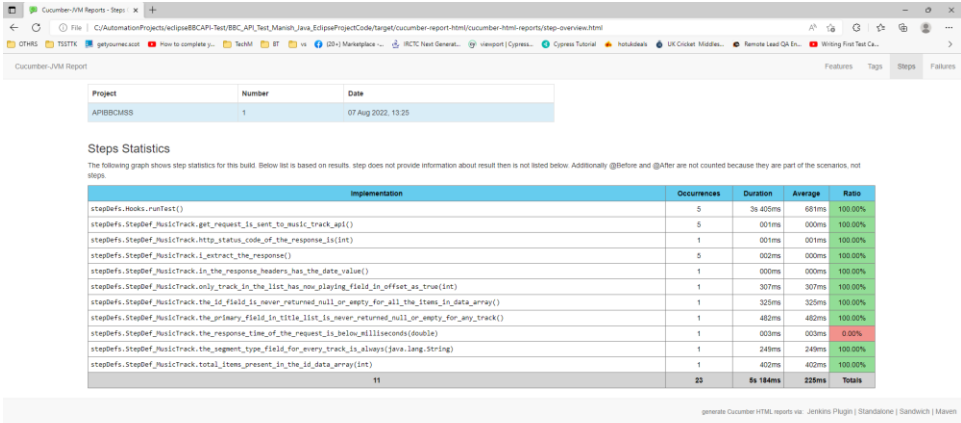 Cucumber-JVM Reports - Steps
File | C:/AutomationProjects/eclipseBBCAPI-Test/BBC_API_Test_Manish_Java_EclipseProjectCode/target/cucumber-report-html/cucumber-html-reports/step-overview.html
OTHRS TSSTTK getyournec.scot How to complete y... TechM BT vs (20+) Marketplace -... IRCTC Next Generat... viewport | Cypress... Cypress Tutorial hotukdeals UK Cricket Middles... Remote Lead QA En... Writing First Test Ca...
Cucumber-JVM Report Features Tags Steps Failures
Project Number Date
APIBBCMSS 1 07 Aug 2022, 13:25
Steps Statistics
The following graph shows step statistics for this build. Below list is based on results. step does not provide information about result then is not listed below. Additionally @Before and @After are not counted because they are part of the scenarios, not
steps.
Implementation Occurrences Duration Average Ratio
stepDefs.Hooks.runTest() 5 3s 405ms 681ms 100.00%
stepDefs.StepDef_MusicTrack.get_request_is_sent_to_music_track_api() 5 001ms 000ms 100.00%
stepDefs.StepDef_MusicTrack.http_status_code_of_the_response_is(int) 1 001ms 001ms 100.00%
stepDefs.StepDef_MusicTrack.i_extract_the_response() 5 002ms 000ms 100.00%
stepDefs.StepDef_MusicTrack.in_the_response_headers_has_the_date_value() 1 000ms 000ms 100.00%
stepDefs.StepDef_MusicTrack.only_track_in_the_list_has_now_playing_field_in_offset_as_true(int) 1 307ms 307ms 100.00%
stepDefs.StepDef_MusicTrack.the_id_field_is_never_returned_null_or_empty_for_all_the_items_in_data_array() 1 325ms 325ms 100.00%
stepDefs.StepDef_MusicTrack.the_primary_field_in_title_list_is_never_returned_null_or_empty_for_any_track() 1 482ms 482ms 100.00%
stepDefs.StepDef_MusicTrack.the_response_time_of_the_request_is_below_milliseconds(double) 1 003ms 003ms 0.00%
stepDefs.StepDef_MusicTrack.the_segment_type_field_for_every_track_is_always(java.lang.String) 1 249ms 249ms 100.00%
stepDefs.StepDef_MusicTrack.total_items_present_in_the_id_data_array(int) 1 402ms 402ms 100.00%
11 23 5s 184ms 225ms Totals
generate Cucumber HTML reports via: Jenkins Plugin | Standalone | Sandwich | Maven